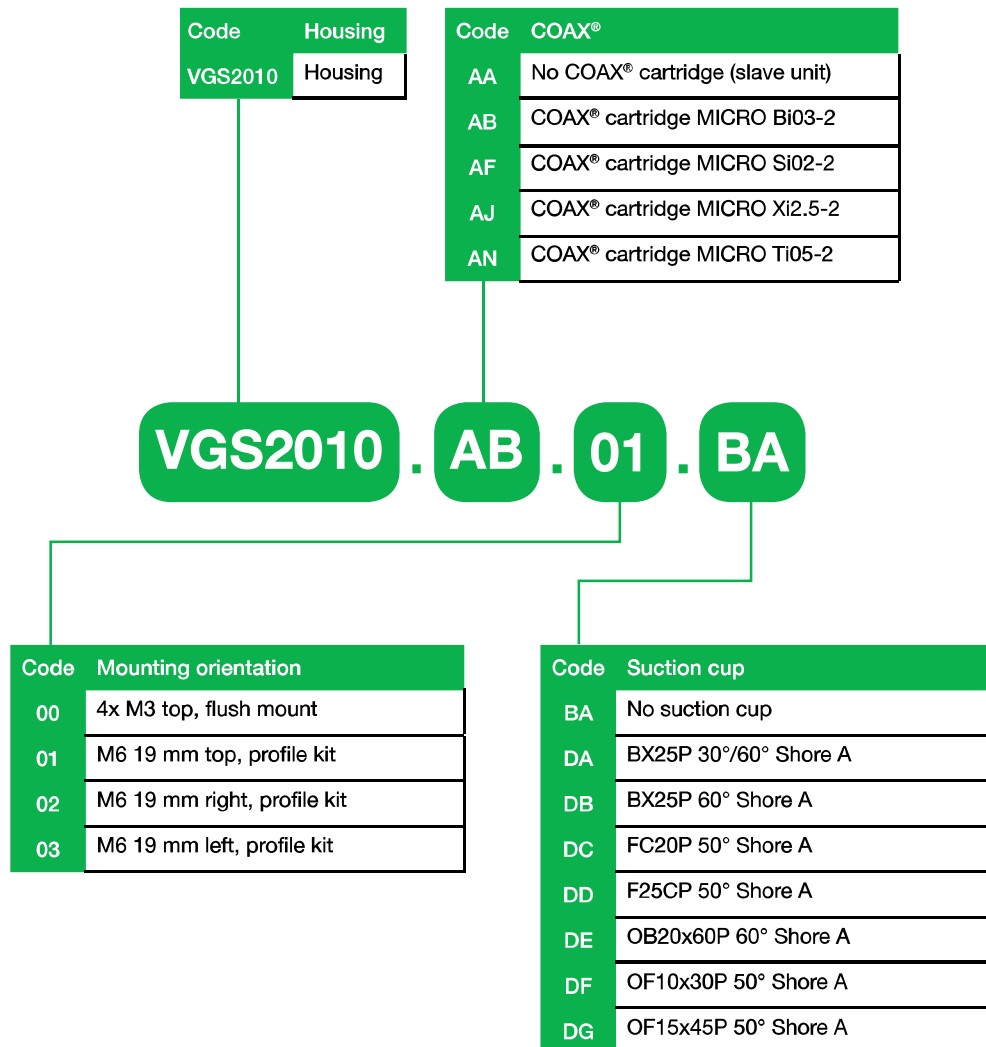 Code Housing
VGS2010 Housing
Code COAX®
AA No COAX® cartridge (slave unit)
AB COAX® cartridge MICRO Bi03-2
AF COAX® cartridge MICRO Si02-2
AJ COAX® cartridge MICRO Xi2.5-2
AN COAX® cartridge MICRO Ti05-2
VGS2010 . AB . 01 . BA
Code Mounting orientation
00 4x M3 top, flush mount
01 M6 19 mm top, profile kit
02 M6 19 mm right, profile kit
03 M6 19 mm left, profile kit
Code Suction cup
BA No suction cup
DA BX25P 30°/60° Shore A
DB BX25P 60° Shore A
DC FC20P 50° Shore A
DD F25CP 50° Shore A
DE OB20x60P 60° Shore A
DF OF10x30P 50° Shore A
DG OF15x45P 50° Shore A